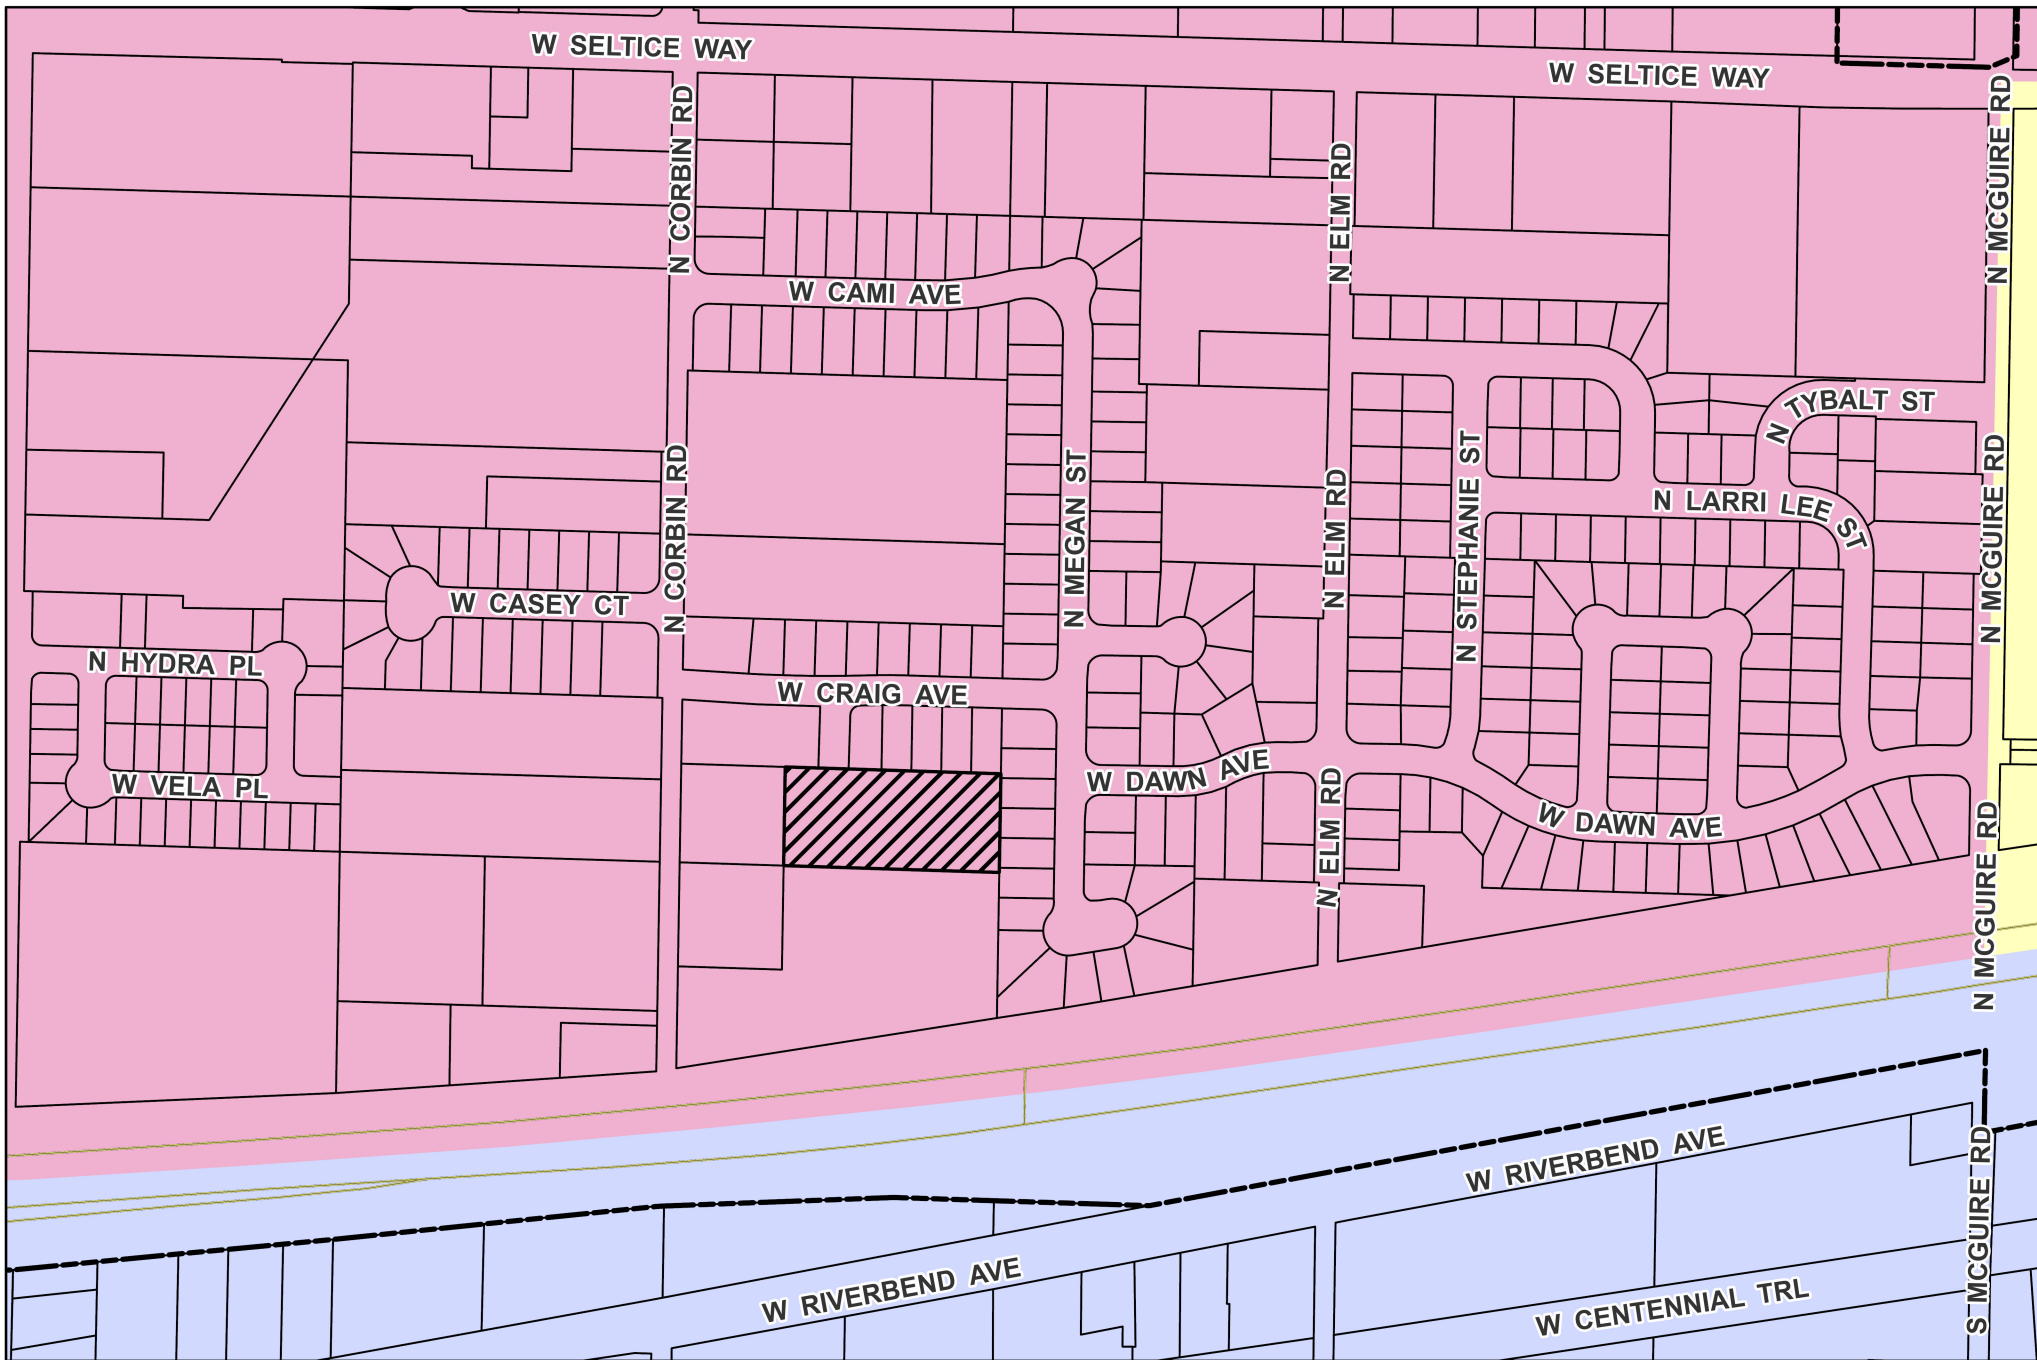 W SELTICE WAY
W SELTICE WAY
N CORBIN RD
N ELM RD
N MCGUIRE RD
W CAMI AVE
N TYBALT ST
N CORBIN RD
N MEGAN ST
N ELM RD
N STEPHANIE ST
N LARRI LEE ST
N MCGUIRE RD
W CASEY CT
N HYDRA PL
W CRAIG AVE
W VELA PL
W DAWN AVE
N ELM RD
W DAWN AVE
N MCGUIRE RD
N MCGUIRE RD
W RIVERBEND AVE
S MCGUIRE RD
W RIVERBEND AVE
W CENTENNIAL TRL